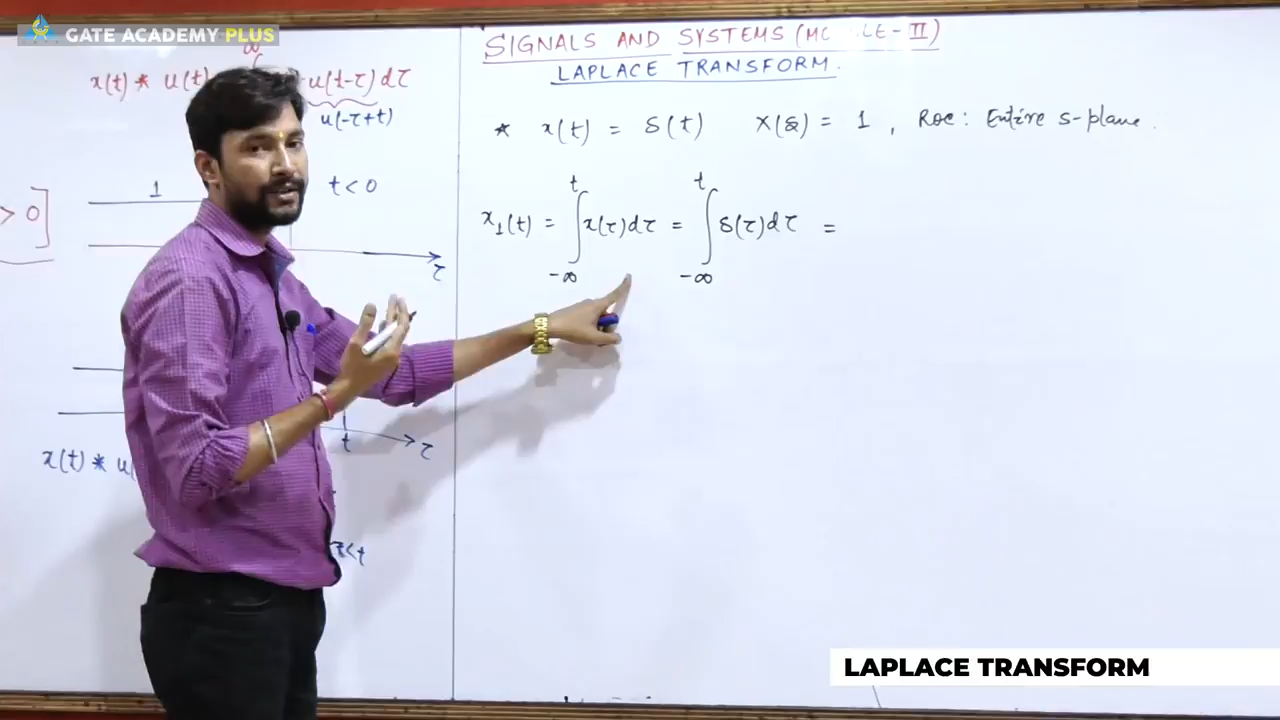 GATE ACADEMY PLUS
x(t) * u(t)
u(t-τ) dτ
u(-τ+t)
1
t < 0
> 0]
τ
t
τ
x(t) * u
τ<t
SIGNALS AND SYSTEMS (MO LE-III)
LAPLACE TRANSFORM.
* x(t) = δ(t) X(s) = 1 , ROC: Entire s-plane.
x₁(t) = ∫_{-∞}^{t} x(τ)dτ = ∫_{-∞}^{t} δ(τ)dτ =
LAPLACE TRANSFORM